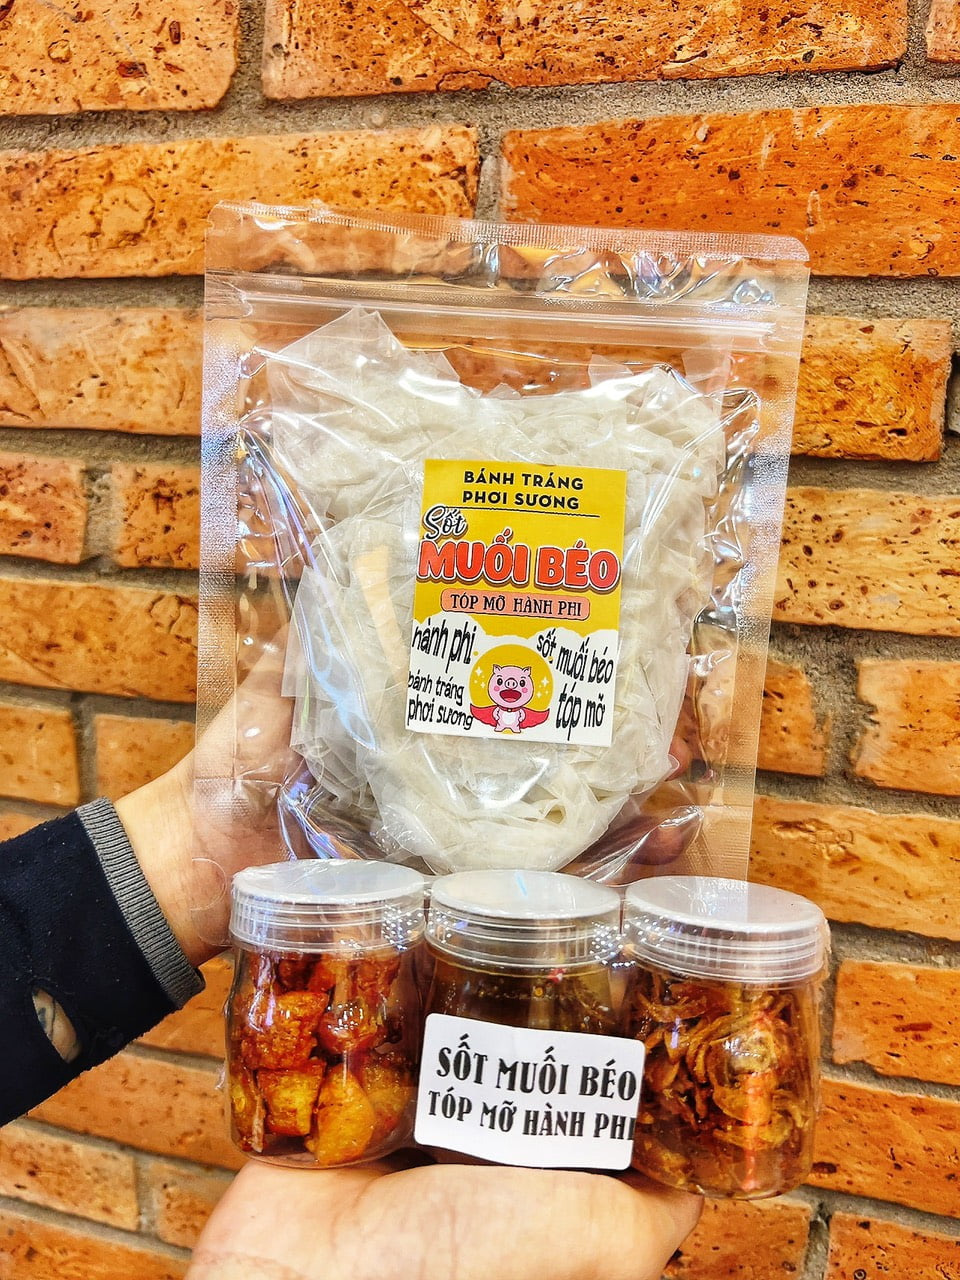 BÁNH TRÁNG
PHƠI SƯƠNG
Sốt
MUỐI BÉO
TÓP MỠ HÀNH PHI
hành phi
sốt muối béo
bánh tráng
phơi sương
tóp mỡ
SỐT MUỐI BÉO
TÓP MỠ HÀNH PHI